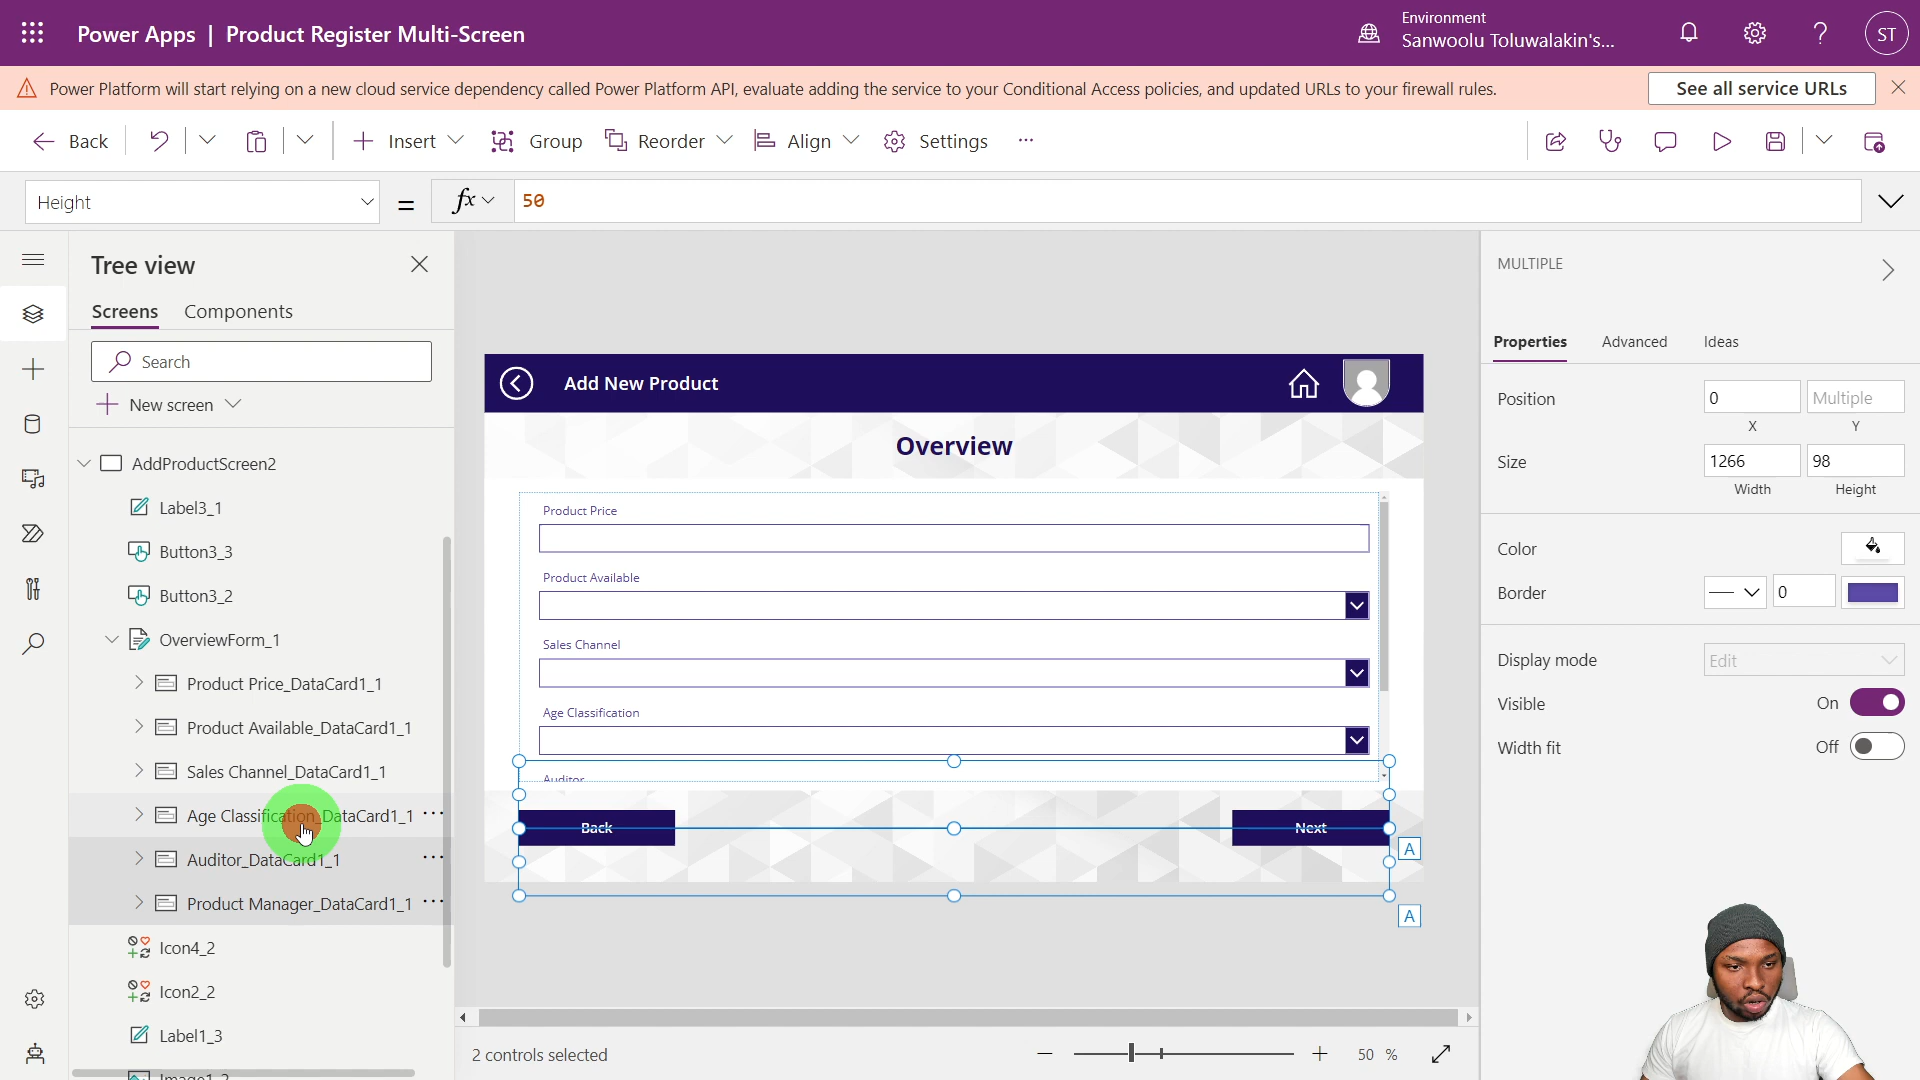 Power Apps | Product Register Multi-Screen
Environment
Sanwoolu Toluwalakin's...
ST
Power Platform will start relying on a new cloud service dependency called Power Platform API, evaluate adding the service to your Conditional Access policies, and updated URLs to your firewall rules.
See all service URLs
Back
Insert
Group
Reorder
Align
Settings
Height
=
fx
50
Tree view
Screens
Components
Search
New screen
AddProductScreen2
Label3_1
Button3_3
Button3_2
OverviewForm_1
Product Price_DataCard1_1
Product Available_DataCard1_1
Sales Channel_DataCard1_1
Age Classification_DataCard1_1
Auditor_DataCard1_1
Product Manager_DataCard1_1
Icon4_2
Icon2_2
Label1_3
Add New Product
Overview
Product Price
Product Available
Sales Channel
Age Classification
Auditor
Back
Next
A
A
2 controls selected
50 %
MULTIPLE
Properties
Advanced
Ideas
Position
0
Multiple
X
Y
Size
1266
98
Width
Height
Color
Border
0
Display mode
Edit
Visible
On
Width fit
Off